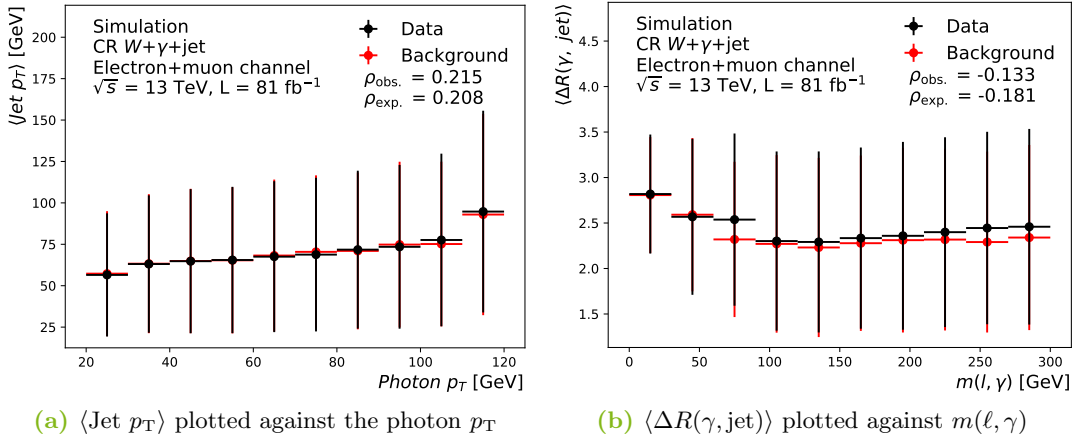 Simulation
CR W+γ+jet
Electron+muon channel
√s = 13 TeV, L = 81 fb⁻¹
Data
Background
ρobs. = 0.215
ρexp. = 0.208
⟨Jet pT⟩ [GeV]
200
175
150
125
100
75
50
25
20 40 60 80 100 120
Photon pT [GeV]
(a) ⟨Jet pT⟩ plotted against the photon pT
Simulation
CR W+γ+jet
Electron+muon channel
√s = 13 TeV, L = 81 fb⁻¹
Data
Background
ρobs. = -0.133
ρexp. = -0.181
⟨ΔR(γ, jet)⟩
4.5
4.0
3.5
3.0
2.5
2.0
1.5
0 50 100 150 200 250 300
m(l, γ) [GeV]
(b) ⟨ΔR(γ, jet)⟩ plotted against m(ℓ, γ)